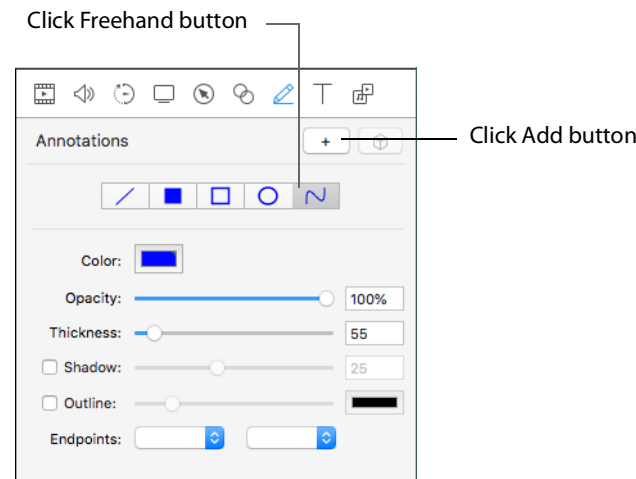 Click Freehand button
Annotations
+
Click Add button
Color:
Opacity: 100%
Thickness: 55
Shadow: 25
Outline:
Endpoints: